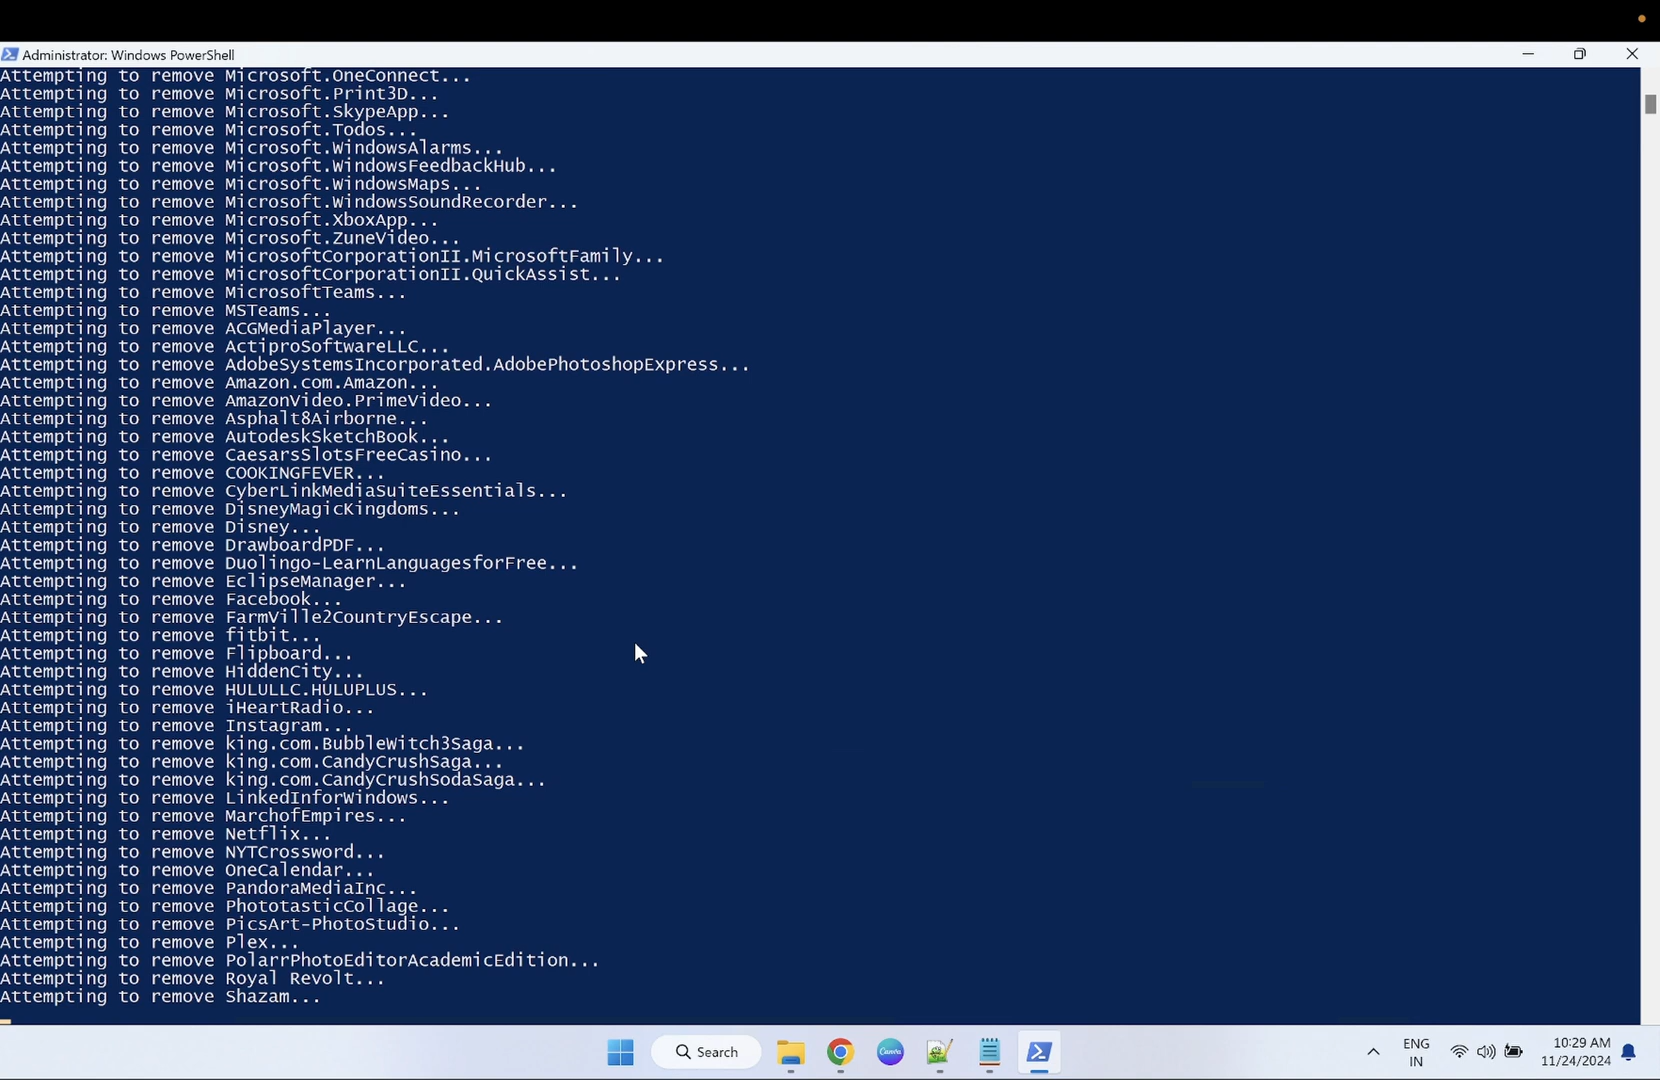 Administrator: Windows PowerShell
Attempting to remove Microsoft.OneConnect...
Attempting to remove Microsoft.Print3D...
Attempting to remove Microsoft.SkypeApp...
Attempting to remove Microsoft.Todos...
Attempting to remove Microsoft.WindowsAlarms...
Attempting to remove Microsoft.WindowsFeedbackHub...
Attempting to remove Microsoft.WindowsMaps...
Attempting to remove Microsoft.WindowsSoundRecorder...
Attempting to remove Microsoft.XboxApp...
Attempting to remove Microsoft.ZuneVideo...
Attempting to remove MicrosoftCorporationII.MicrosoftFamily...
Attempting to remove MicrosoftCorporationII.QuickAssist...
Attempting to remove MicrosoftTeams...
Attempting to remove MSTeams...
Attempting to remove ACGMediaPlayer...
Attempting to remove ActiproSoftwareLLC...
Attempting to remove AdobeSystemsIncorporated.AdobePhotoshopExpress...
Attempting to remove Amazon.com.Amazon...
Attempting to remove AmazonVideo.PrimeVideo...
Attempting to remove Asphalt8Airborne...
Attempting to remove AutodeskSketchBook...
Attempting to remove CaesarsSlotsFreeCasino...
Attempting to remove COOKINGFEVER...
Attempting to remove CyberLinkMediaSuiteEssentials...
Attempting to remove DisneyMagicKingdoms...
Attempting to remove Disney...
Attempting to remove DrawboardPDF...
Attempting to remove Duolingo-LearnLanguagesforFree...
Attempting to remove EclipseManager...
Attempting to remove Facebook...
Attempting to remove FarmVille2CountryEscape...
Attempting to remove fitbit...
Attempting to remove Flipboard...
Attempting to remove HiddenCity...
Attempting to remove HULULLC.HULUPLUS...
Attempting to remove iHeartRadio...
Attempting to remove Instagram...
Attempting to remove king.com.BubbleWitch3Saga...
Attempting to remove king.com.CandyCrushSaga...
Attempting to remove king.com.CandyCrushSodaSaga...
Attempting to remove LinkedInforWindows...
Attempting to remove MarchofEmpires...
Attempting to remove Netflix...
Attempting to remove NYTCrossword...
Attempting to remove OneCalendar...
Attempting to remove PandoraMediaInc...
Attempting to remove PhototasticCollage...
Attempting to remove PicsArt-PhotoStudio...
Attempting to remove Plex...
Attempting to remove PolarrPhotoEditorAcademicEdition...
Attempting to remove Royal Revolt...
Attempting to remove Shazam...
Search
Canva
ENG
IN
10:29 AM
11/24/2024